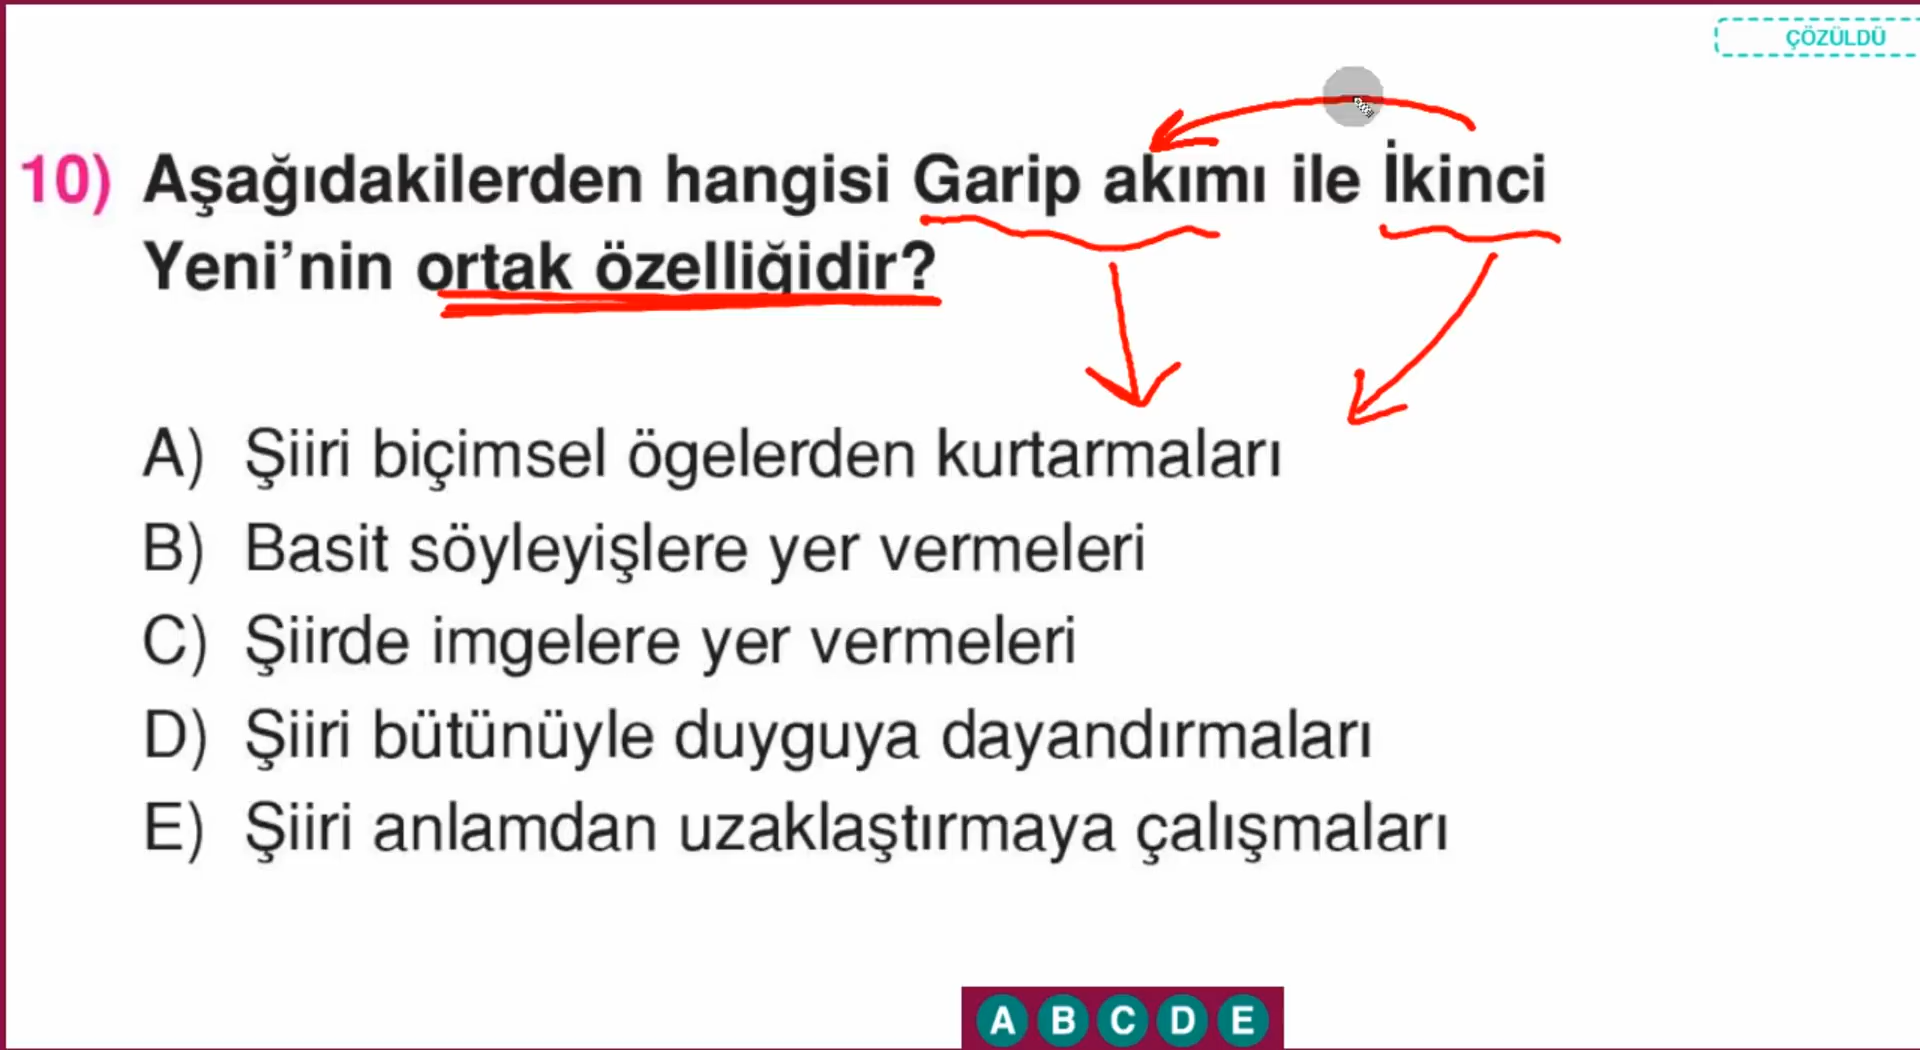 ÇÖZÜLDÜ
10) Aşağıdakilerden hangisi Garip akımı ile İkinci
Yeni’nin ortak özelliğidir?
A) Şiiri biçimsel ögelerden kurtarmaları
B) Basit söyleyişlere yer vermeleri
C) Şiirde imgelere yer vermeleri
D) Şiiri bütünüyle duyguya dayandırmaları
E) Şiiri anlamdan uzaklaştırmaya çalışmaları
A B C D E